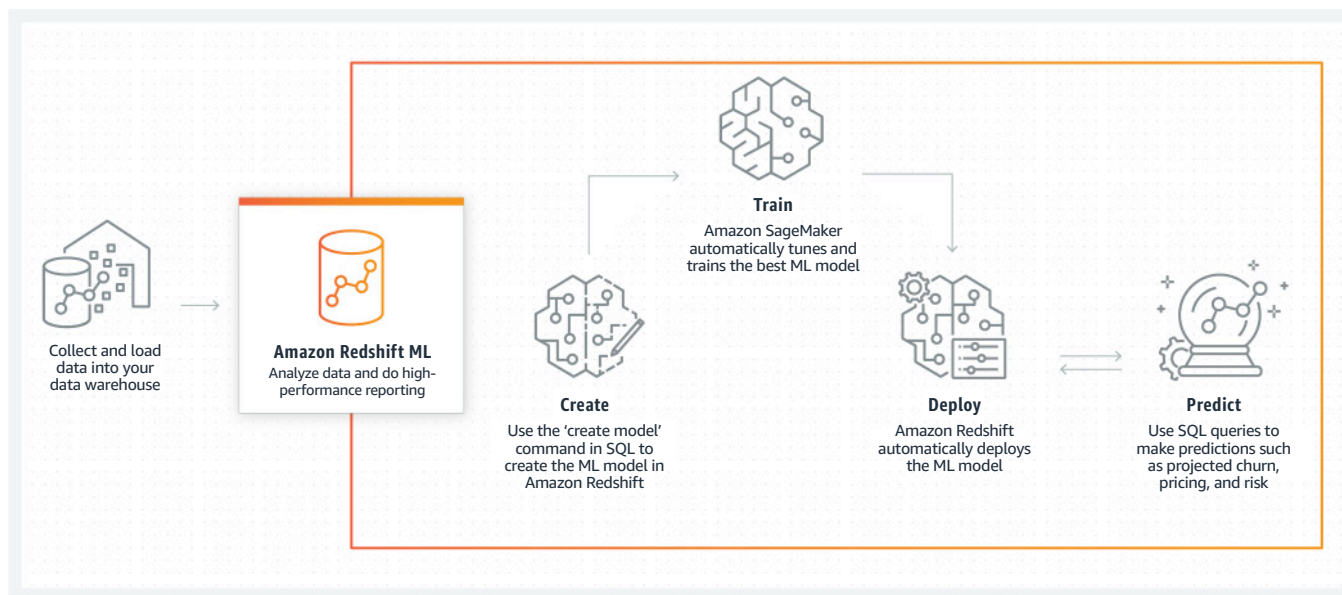 Collect and load
data into your
data warehouse
Amazon Redshift ML
Analyze data and do high-
performance reporting
Create
Use the ‘create model’
command in SQL to
create the ML model in
Amazon Redshift
Train
Amazon SageMaker
automatically tunes and
trains the best ML model
Deploy
Amazon Redshift
automatically deploys
the ML model
Predict
Use SQL queries to
make predictions such
as projected churn,
pricing, and risk